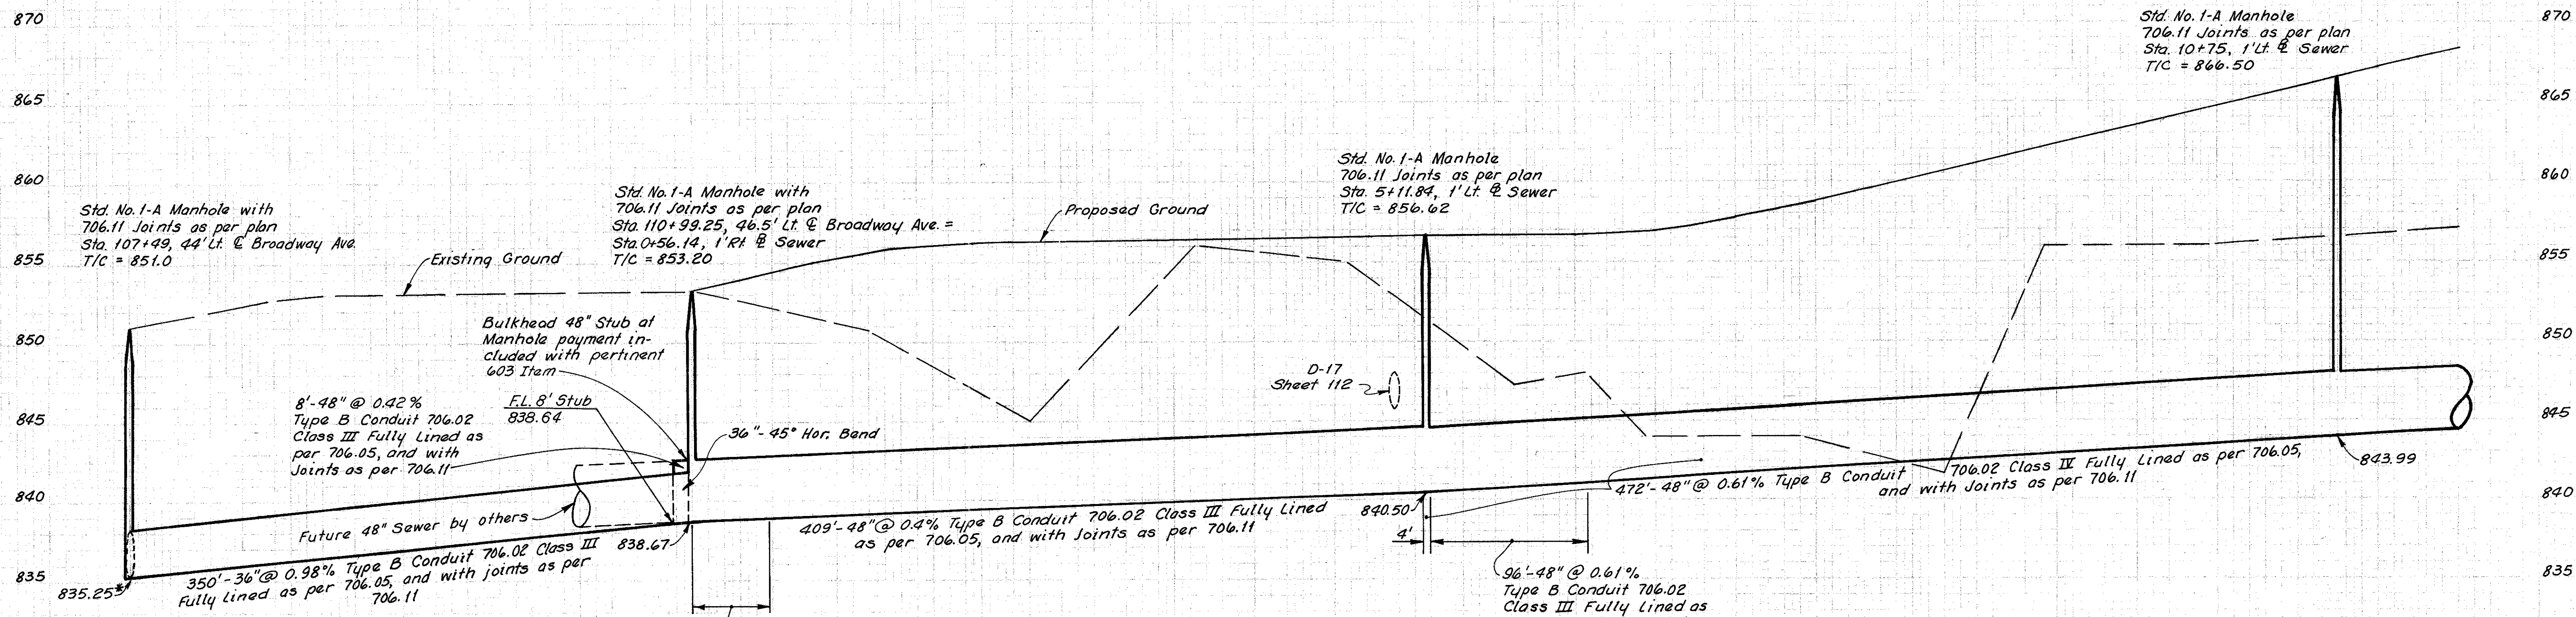 870
865
860
855
850
845
840
835
Std. No. 1-A Manhole with
706.11 Joints as per plan
Sta. 107+49, 44' Lt. ℄ Broadway Ave.
T/C = 851.0
Existing Ground
Std. No. 1-A Manhole with
706.11 Joints as per plan
Sta. 110+99.25, 46.5' Lt. ℄ Broadway Ave. =
Sta. 0+56.14, 1' Rt. Sewer
T/C = 853.20
Proposed Ground
Std. No. 1-A Manhole
706.11 Joints as per plan
Sta. 5+11.84, 1' Lt. Sewer
T/C = 856.62
Std. No. 1-A Manhole
706.11 Joints as per plan
Sta. 10+75, 1' Lt. Sewer
T/C = 866.50
Bulkhead 48" Stub at
Manhole payment in-
cluded with pertinent
603 Item
8'-48" @ 0.42%
Type B Conduit 706.02
Class III Fully Lined as
per 706.05, and with
Joints as per 706.11
F.L. 8' Stub
838.64
36"-45° Hor. Bend
D-17
Sheet 112
Future 48" Sewer by others
835.25*
350'-36" @ 0.98% Type B Conduit 706.02 Class III
Fully Lined as per 706.05, and with joints as per
706.11
838.67
409'-48" @ 0.4% Type B Conduit 706.02 Class III Fully Lined
as per 706.05, and with Joints as per 706.11
840.50
4'
472'-48" @ 0.61% Type B Conduit 706.02 Class IV Fully Lined as per 706.05,
and with Joints as per 706.11
843.99
96'-48" @ 0.61%
Type B Conduit 706.02
Class III Fully Lined as
870
865
860
855
850
845
840
835